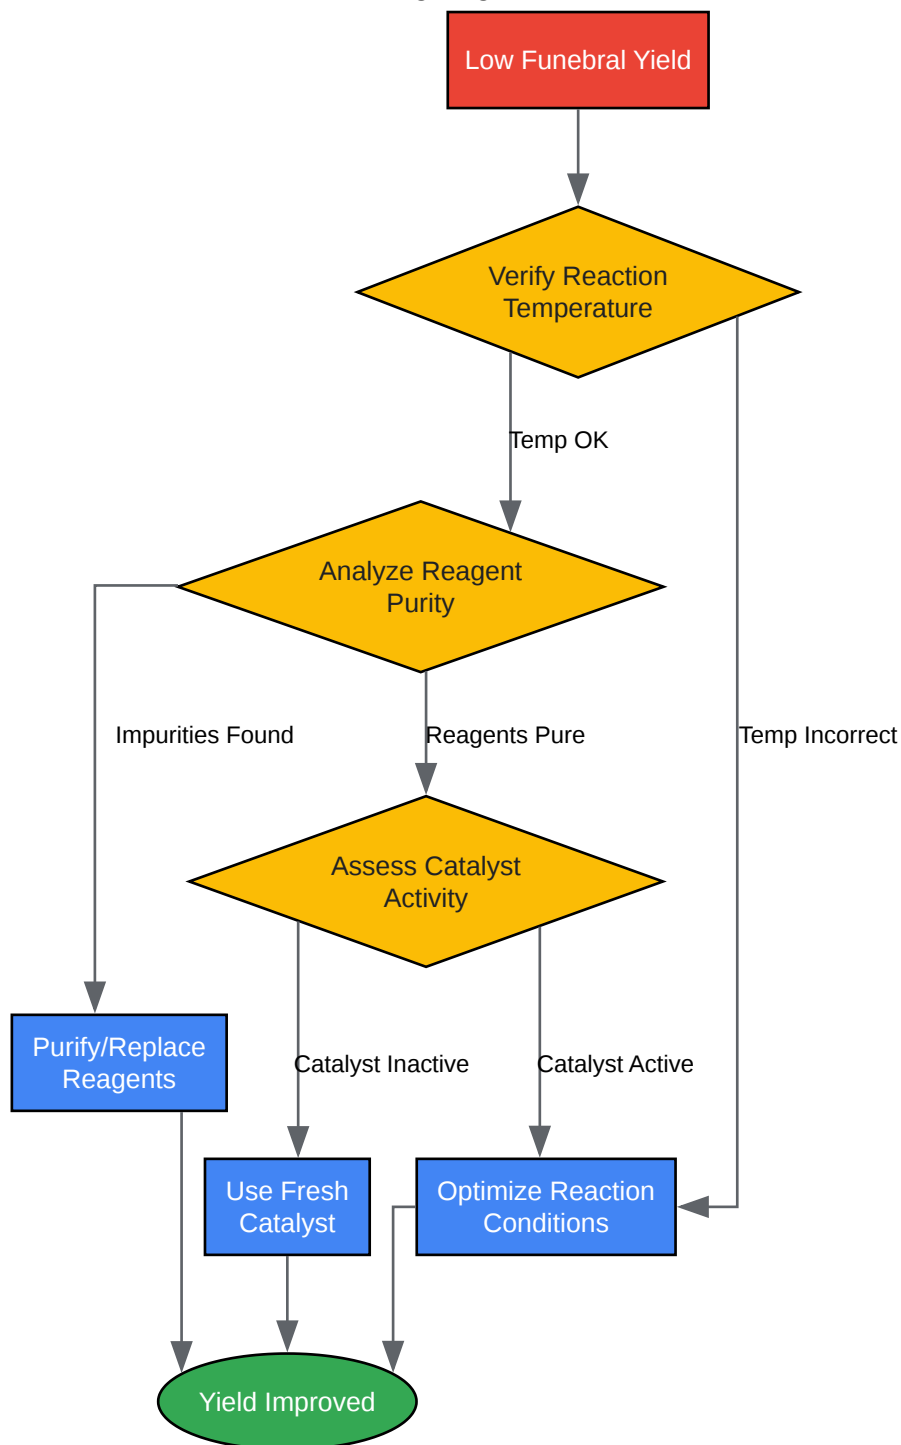 Low Funebral Yield
Verify Reaction
Temperature
Temp OK
Analyze Reagent
Purity
Impurities Found
Reagents Pure
Temp Incorrect
Assess Catalyst
Activity
Purify/Replace
Reagents
Catalyst Inactive
Catalyst Active
Use Fresh
Catalyst
Optimize Reaction
Conditions
Yield Improved